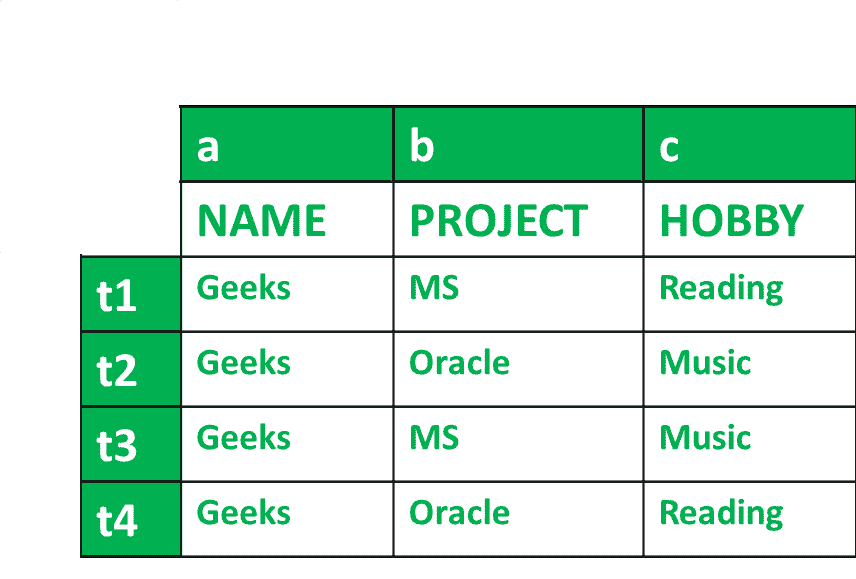 a b c
NAME PROJECT HOBBY
t1 Geeks MS Reading
t2 Geeks Oracle Music
t3 Geeks MS Music
t4 Geeks Oracle Reading